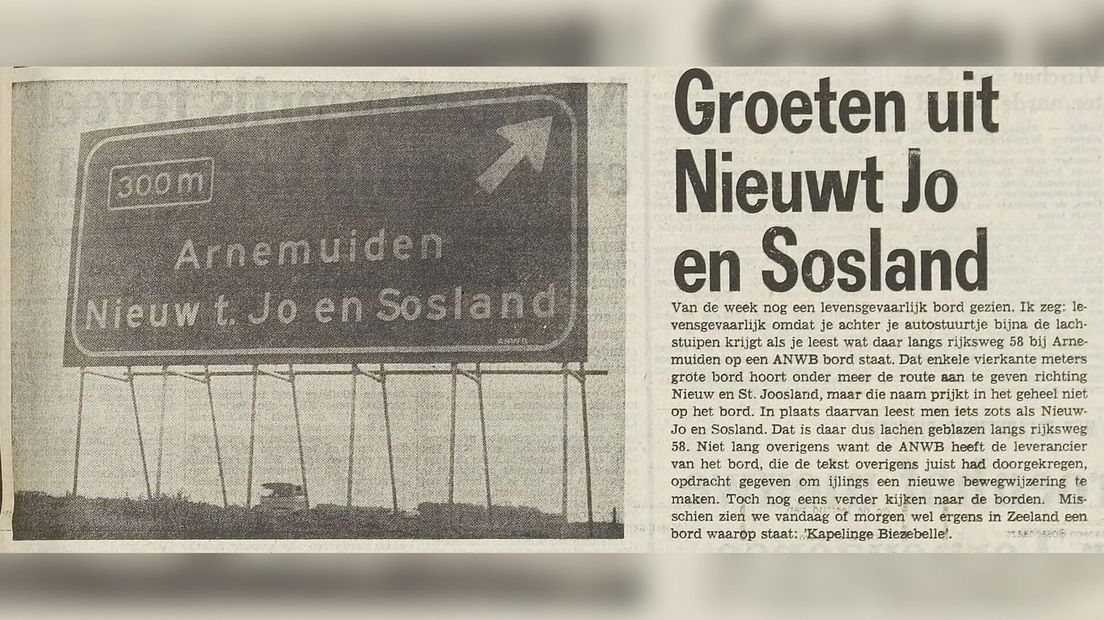 300 m
Arnemuiden
Nieuw t. Jo en Sosland
ANWB
Groeten uit
Nieuwt Jo
en Sosland
Van de week nog een levensgevaarlijk bord gezien. Ik zeg: le-
vensgevaarlijk omdat je achter je autostuurtje bijna de lach-
stuipen krijgt als je leest wat daar langs rijksweg 58 bij Arne-
muiden op een ANWB bord staat. Dat enkele vierkante meters
grote bord hoort onder meer de route aan te geven richting
Nieuw en St. Joosland, maar die naam prijkt in het geheel niet
op het bord. In plaats daarvan leest men iets zots als Nieuw-
Jo en Sosland. Dat is daar dus lachen geblazen langs rijksweg
58. Niet lang overigens want de ANWB heeft de leverancier
van het bord, die de tekst overigens juist had doorgekregen,
opdracht gegeven om ijlings een nieuwe bewegwijzering te
maken. Toch nog eens verder kijken naar de borden. Mis-
schien zien we vandaag of morgen wel ergens in Zeeland een
bord waarop staat: 'Kapelinge Biezebelle'.